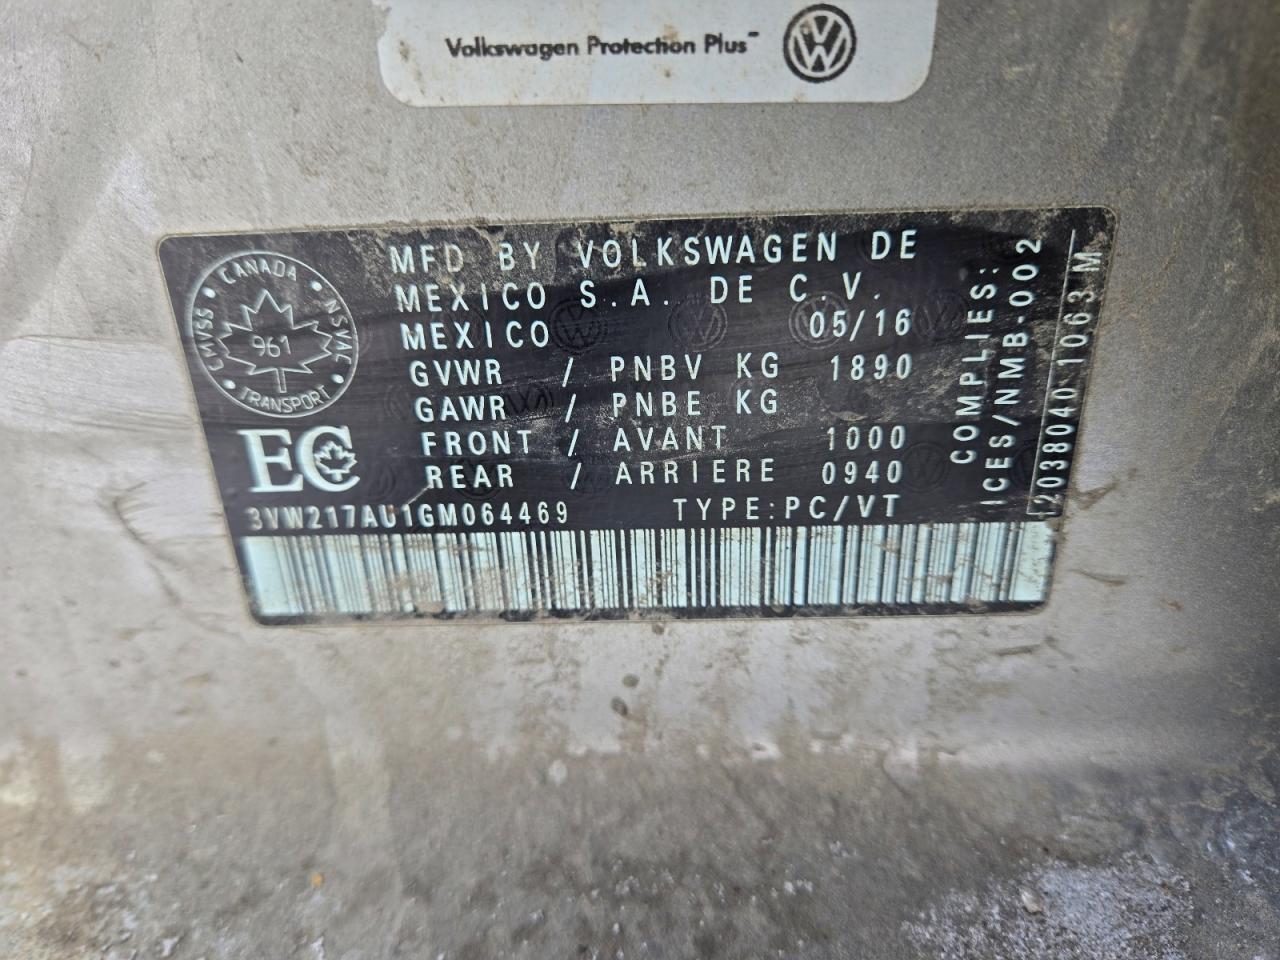 Volkswagen Protection Plus℠
MFD BY VOLKSWAGEN DE
MEXICO S.A. DE C.V.
MEXICO 05/16
GVWR / PNBV KG 1890
GAWR / PNBE KG
FRONT / AVANT 1000
REAR / ARRIERE 0940
3VW217AU1GM064469 TYPE:PC/VT
CANADA
CMVSS • NSVAC
961
TRANSPORT
EC
COMPLIES:
ICES/NMB-002
2038040 1063 M